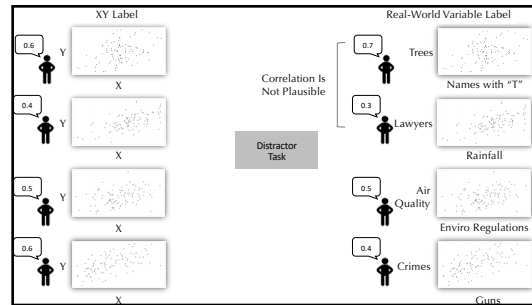 XY Label
Real-World Variable Label
0.6
Y
X
0.7
Trees
Names with “T”
Correlation Is
Not Plausible
0.4
Y
X
0.3
Lawyers
Rainfall
Distractor
Task
0.5
Y
X
0.5
Air
Quality
Enviro Regulations
0.6
Y
X
0.4
Crimes
Guns